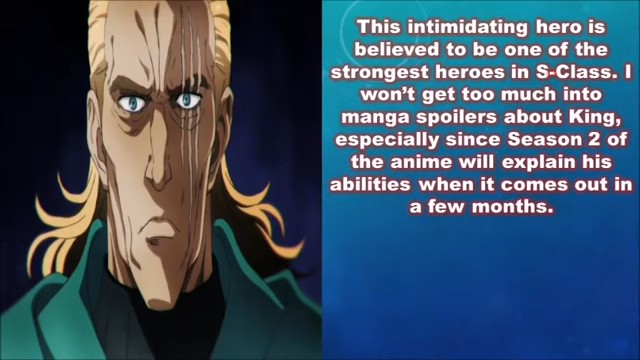 This intimidating hero is
believed to be one of the
strongest heroes in S-Class. I
won’t get too much into
manga spoilers about King,
especially since Season 2 of
the anime will explain his
abilities when it comes out in
a few months.